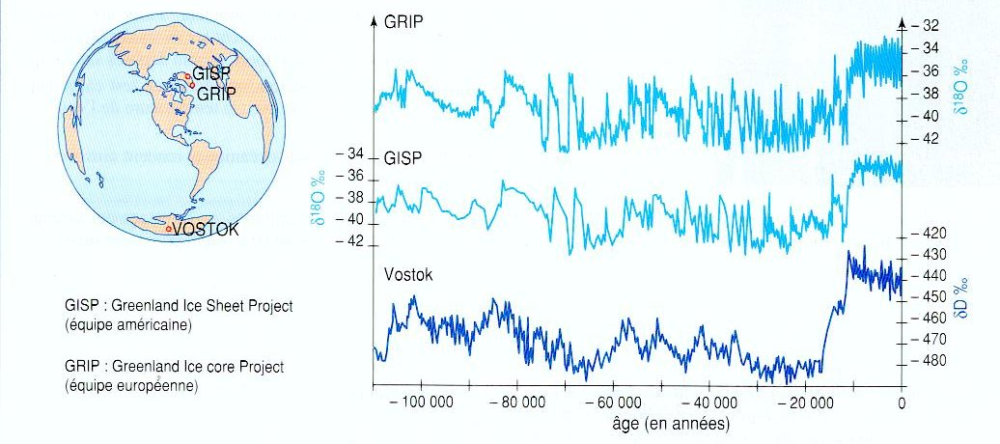 GISP
GRIP
VOSTOK
GISP : Greenland Ice Sheet Project
(équipe américaine)
GRIP : Greenland Ice core Project
(équipe européenne)
GRIP
– 32
– 34
– 36
– 38
– 40
– 42
δ¹⁸O ‰
GISP
– 34
– 36
– 38
– 40
– 42
δ¹⁸O ‰
Vostok
– 420
– 430
– 440
– 450
– 460
– 470
– 480
δD ‰
– 100 000 – 80 000 – 60 000 – 40 000 – 20 000 0
âge (en années)